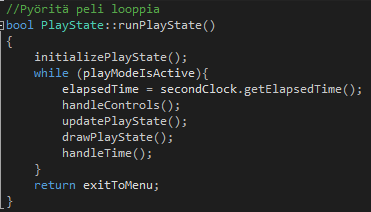 //Pyöritä peli looppia
bool PlayState::runPlayState()
{
    initializePlayState();
    while (playModeIsActive){
        elapsedTime = secondClock.getElapsedTime();
        handleControls();
        updatePlayState();
        drawPlayState();
        handleTime();
    }
    return exitToMenu;
}